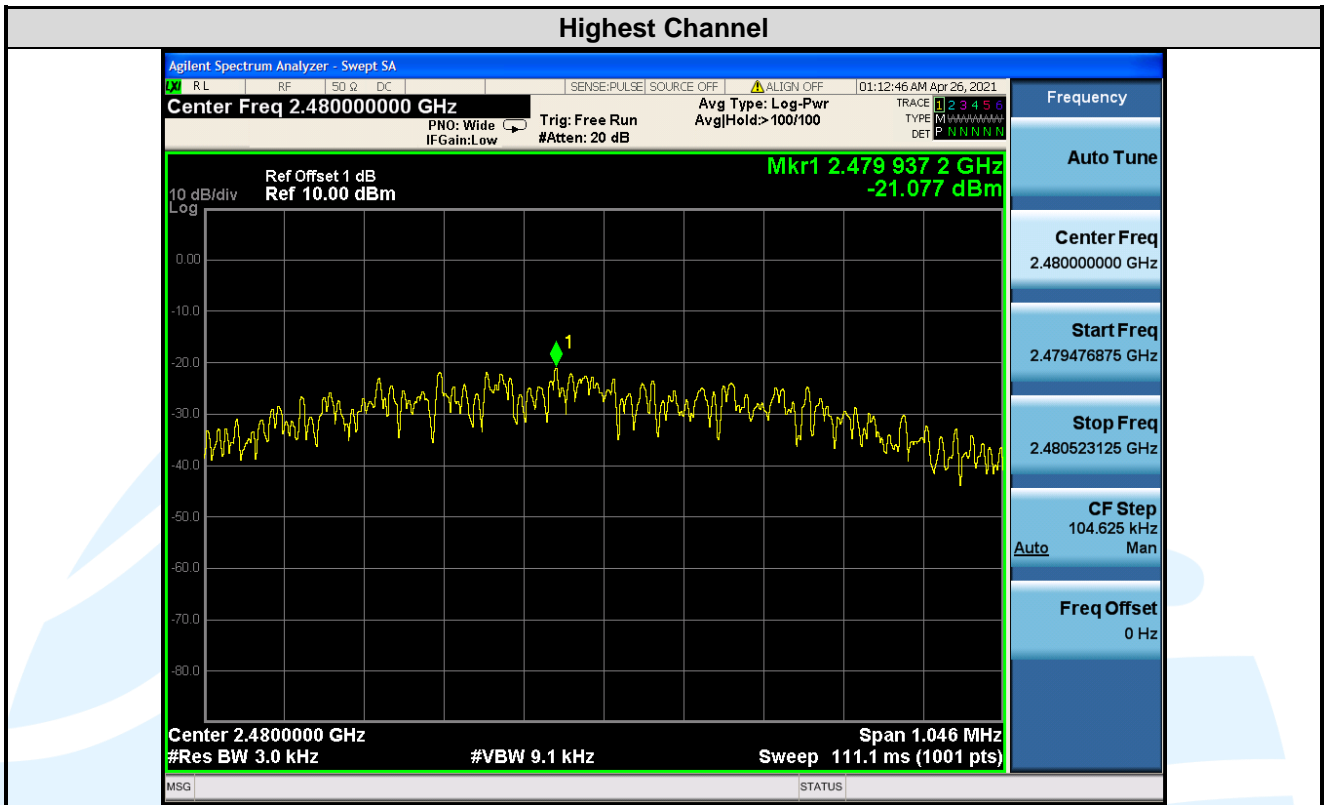 Highest Channel
Agilent Spectrum Analyzer - Swept SA
LXI RL RF 50 Ω DC SENSE:PULSE SOURCE OFF ALIGN OFF 01:12:46 AM Apr 26, 2021
Center Freq 2.480000000 GHz
PNO: Wide
IFGain:Low
Trig: Free Run
#Atten: 20 dB
Avg Type: Log-Pwr
Avg|Hold:>100/100
TRACE 1 2 3 4 5 6
TYPE M
DET P N N N N N
Mkr1 2.479 937 2 GHz
-21.077 dBm
Ref Offset 1 dB
10 dB/div Ref 10.00 dBm
Log
0.00
-10.0
-20.0
-30.0
-40.0
-50.0
-60.0
-70.0
-80.0
1
Center 2.4800000 GHz Span 1.046 MHz
#Res BW 3.0 kHz #VBW 9.1 kHz Sweep 111.1 ms (1001 pts)
MSG STATUS
Frequency
Auto Tune
Center Freq
2.480000000 GHz
Start Freq
2.479476875 GHz
Stop Freq
2.480523125 GHz
CF Step
104.625 kHz
Auto Man
Freq Offset
0 Hz